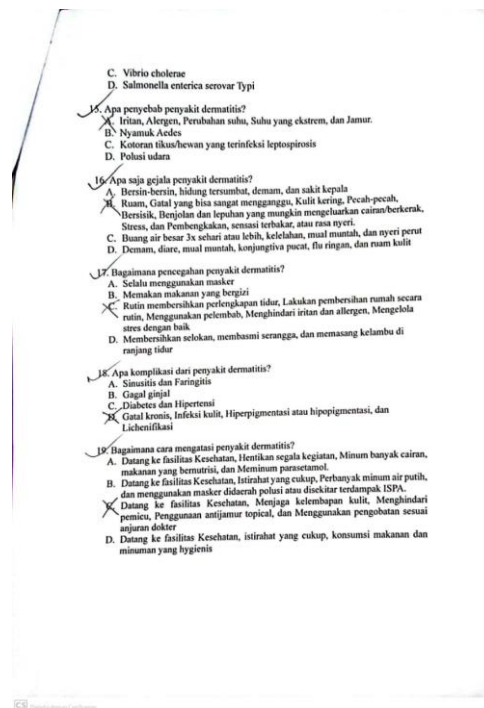 C. Vibrio cholerae
D. Salmonella enterica serovar Typi
15. Apa penyebab penyakit dermatitis?
A. Iritan, Alergen, Perubahan suhu, Suhu yang ekstrem, dan Jamur.
B. Nyamuk Aedes
C. Kotoran tikus/hewan yang terinfeksi leptospirosis
D. Polusi udara
16. Apa saja gejala penyakit dermatitis?
A. Bersin-bersin, hidung tersumbat, demam, dan sakit kepala
B. Ruam, Gatal yang bisa sangat mengganggu, Kulit kering, Pecah-pecah,
Bersisik, Benjolan dan lepuhan yang mungkin mengeluarkan cairan/berkerak,
Stress, dan Pembengkakan, sensasi terbakar, atau rasa nyeri.
C. Buang air besar 3x sehari atau lebih, kelelahan, mual muntah, dan nyeri perut
D. Demam, diare, mual muntah, konjungtiva pucat, flu ringan, dan ruam kulit
17. Bagaimana pencegahan penyakit dermatitis?
A. Selalu menggunakan masker
B. Memakan makanan yang bergizi
C. Rutin membersihkan perlengkapan tidur, Lakukan pembersihan rumah secara
rutin, Menggunakan pelembab, Menghindari iritan dan allergen, Mengelola
stres dengan baik
D. Membersihkan selokan, membasmi serangga, dan memasang kelambu di
ranjang tidur
18. Apa komplikasi dari penyakit dermatitis?
A. Sinusitis dan Faringitis
B. Gagal ginjal
C. Diabetes dan Hipertensi
D. Gatal kronis, Infeksi kulit, Hiperpigmentasi atau hipopigmentasi, dan
Lichenifikasi
19. Bagaimana cara mengatasi penyakit dermatitis?
A. Datang ke fasilitas Kesehatan, Hentikan segala kegiatan, Minum banyak cairan,
makanan yang bernutrisi, dan Meminum parasetamol.
B. Datang ke fasilitas Kesehatan, Istirahat yang cukup, Perbanyak minum air putih,
dan menggunakan masker didaerah polusi atau disekitar terdampak ISPA.
C. Datang ke fasilitas Kesehatan, Menjaga kelembapan kulit, Menghindari
pemicu, Penggunaan antijamur topical, dan Menggunakan pengobatan sesuai
anjuran dokter
D. Datang ke fasilitas Kesehatan, istirahat yang cukup, konsumsi makanan dan
minuman yang hygienis
CS